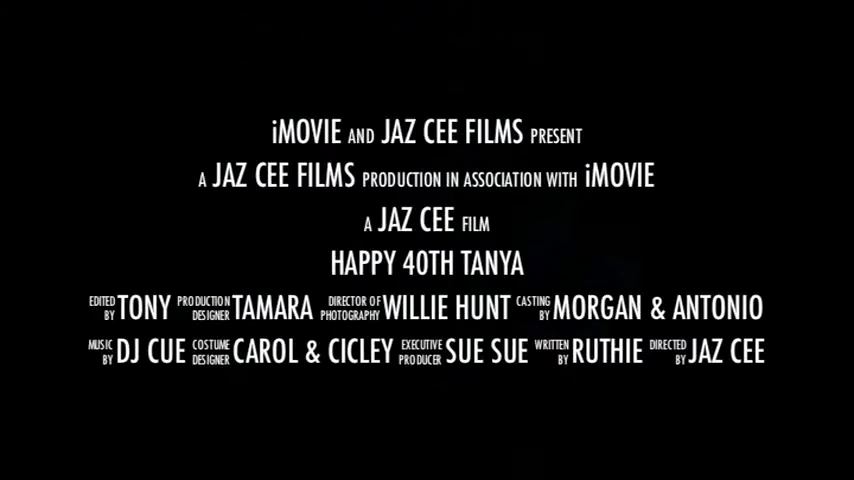 iMOVIE AND JAZ CEE FILMS PRESENT
A JAZ CEE FILMS PRODUCTION IN ASSOCIATION WITH iMOVIE
A JAZ CEE FILM
HAPPY 40TH TANYA
EDITED BY TONY PRODUCTION DESIGNER TAMARA DIRECTOR OF PHOTOGRAPHY WILLIE HUNT CASTING BY MORGAN & ANTONIO
MUSIC BY DJ CUE COSTUME DESIGNER CAROL & CICLEY EXECUTIVE PRODUCER SUE SUE WRITTEN BY RUTHIE DIRECTED BY JAZ CEE